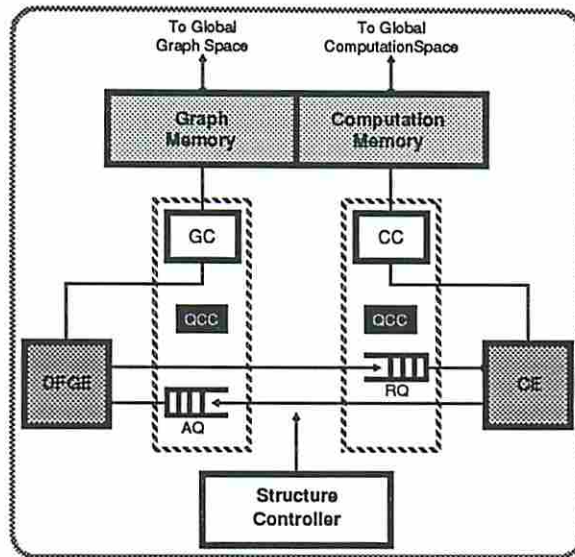 To Global
Graph Space
To Global
ComputationSpace
Graph
Memory
Computation
Memory
GC
CC
QCC
QCC
DFGE
CE
RQ
AQ
Structure
Controller